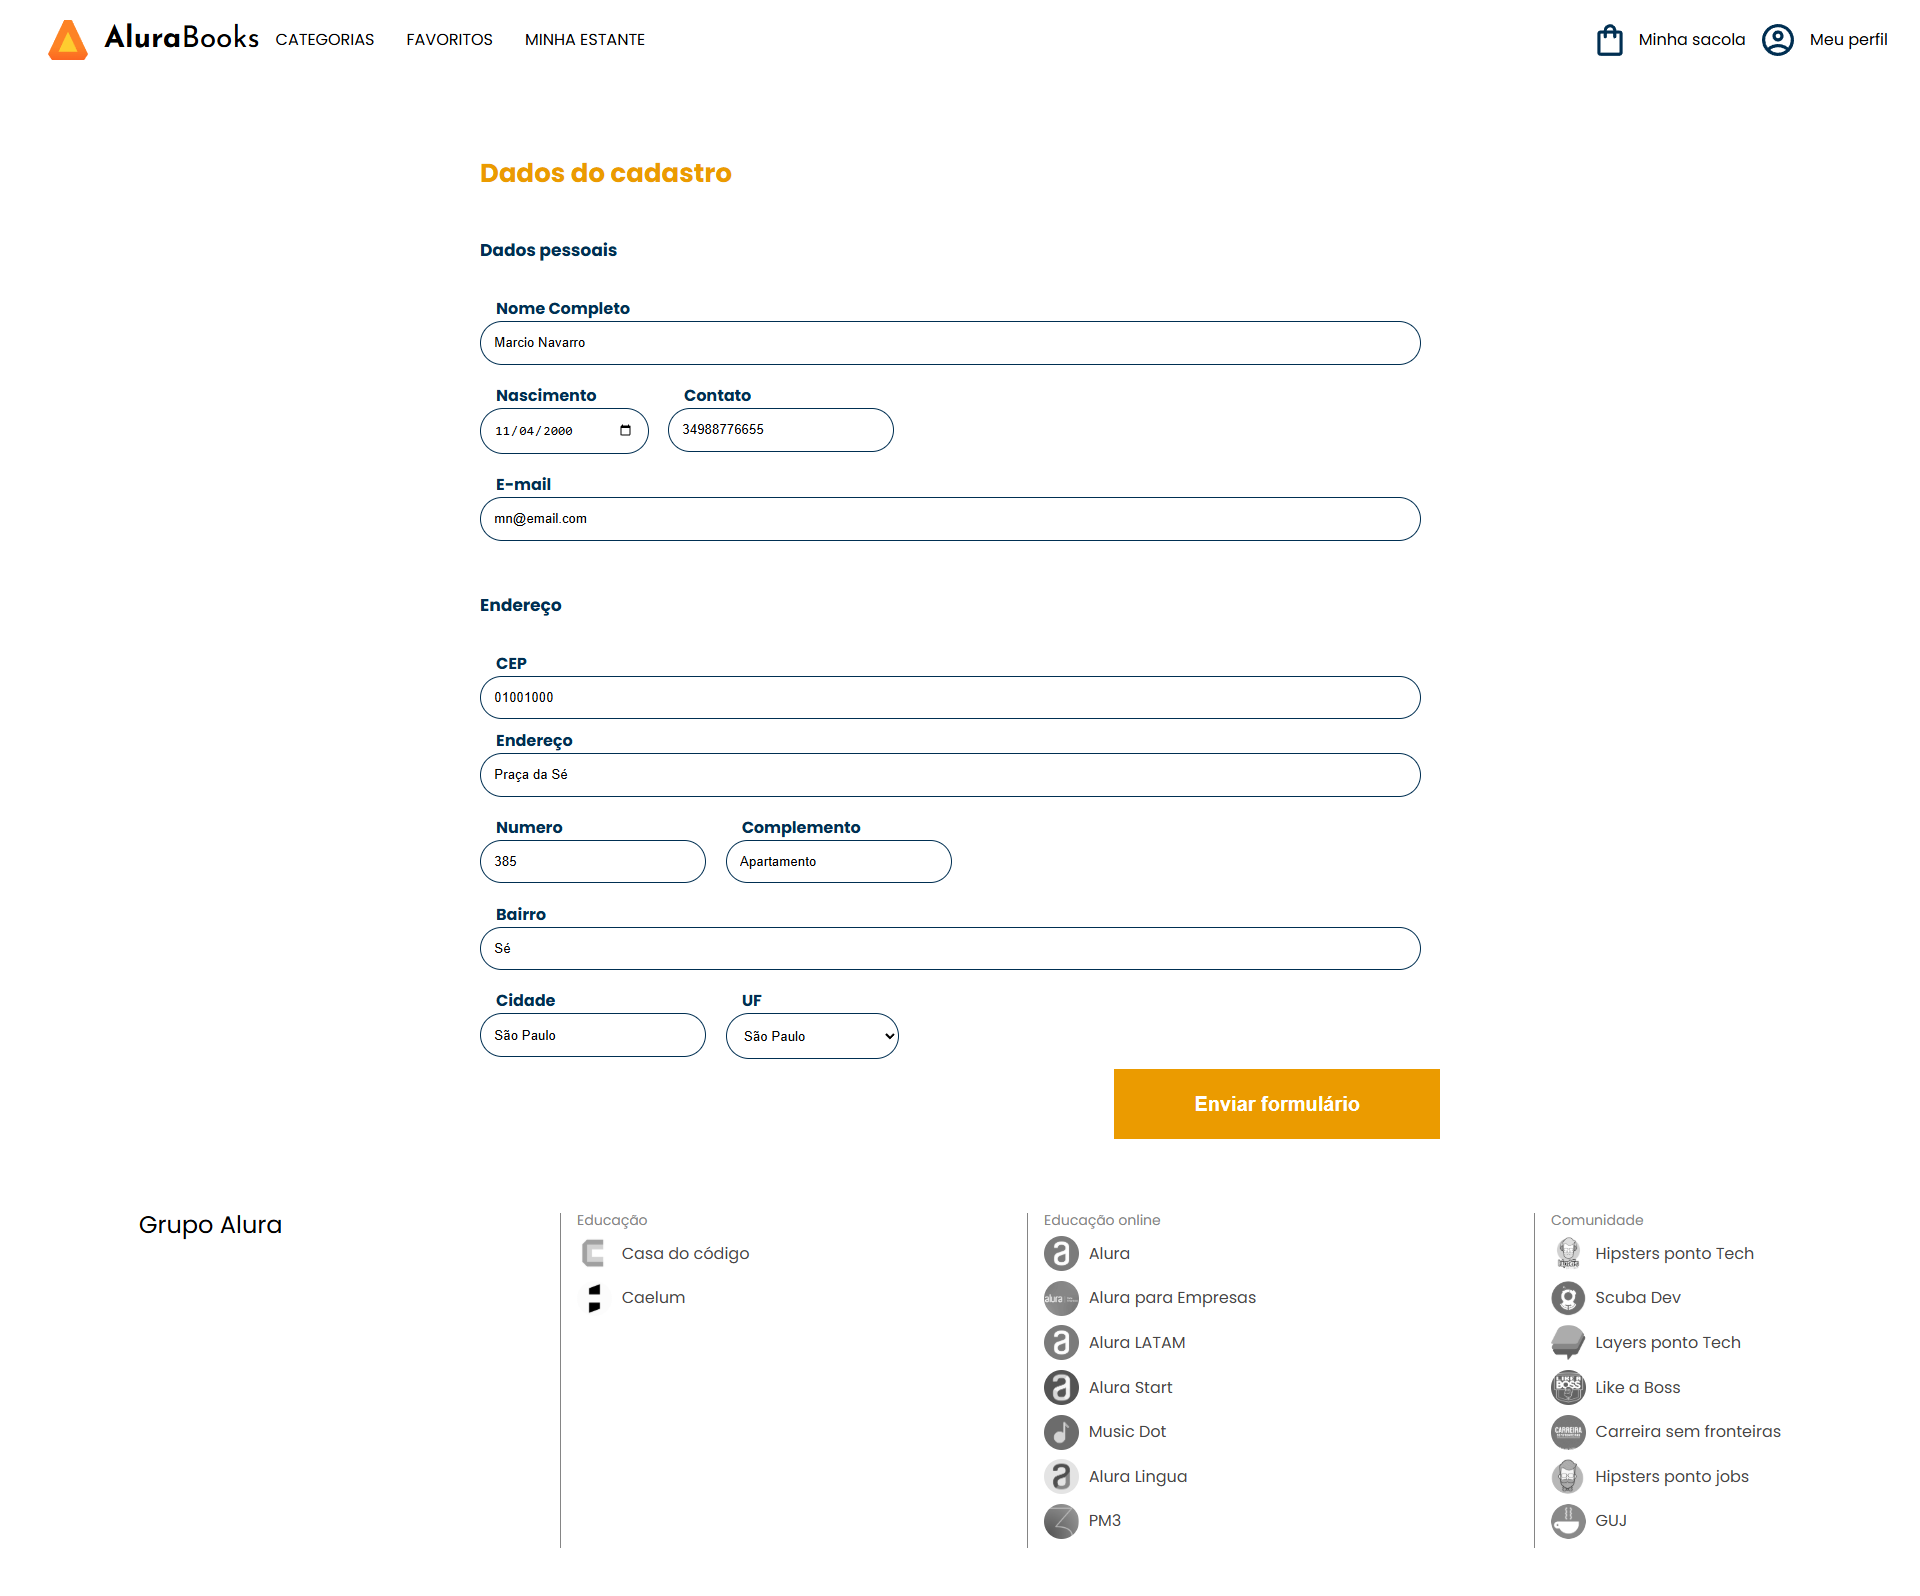 AluraBooks CATEGORIAS FAVORITOS MINHA ESTANTE Minha sacola Meu perfil
Dados do cadastro
Dados pessoais
Nome Completo
Marcio Navarro
Nascimento Contato
11/04/2000 34988776655
E-mail
mn@email.com
Endereço
CEP
01001000
Endereço
Praça da Sé
Numero Complemento
385 Apartamento
Bairro
Sé
Cidade UF
São Paulo São Paulo
Enviar formulário
Grupo Alura
Educação
Casa do código
Caelum
Educação online
Alura
alura
Alura para Empresas
Alura LATAM
Alura Start
Music Dot
Alura Lingua
PM3
Comunidade
Hipsters ponto Tech
Scuba Dev
Layers ponto Tech
LIKE A
BOSS
Like a Boss
CARREIRA
Carreira sem fronteiras
Hipsters ponto jobs
GUJ